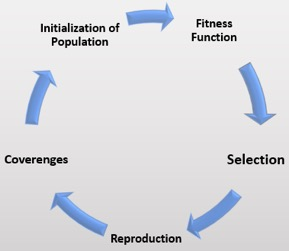 Initialization of
Population
Fitness
Function
Selection
Reproduction
Coverenges